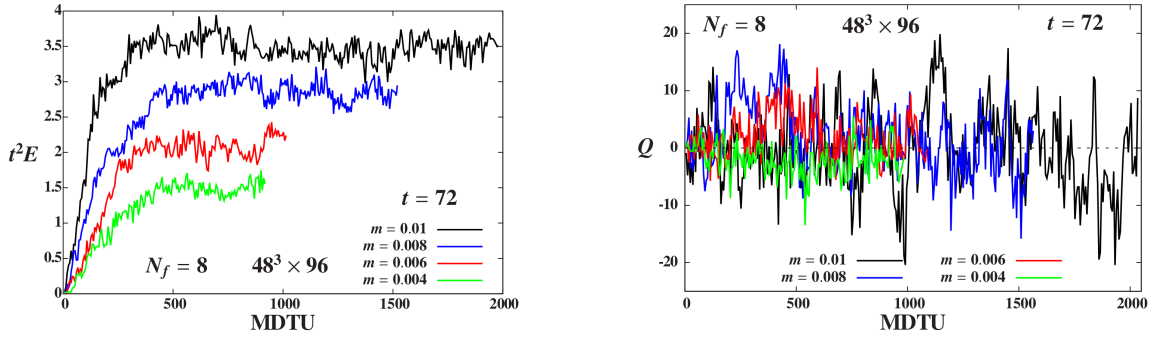 4
3.5
3
2.5
2
1.5
1
0.5
0
t²E
0 500 1000 1500 2000
MDTU
t = 72
m = 0.01
m = 0.008
m = 0.006
m = 0.004
N_f = 8 48³ × 96
N_f = 8 48³ × 96 t = 72
20
10
0
-10
-20
Q
m = 0.01 m = 0.006
m = 0.008 m = 0.004
0 500 1000 1500 2000
MDTU